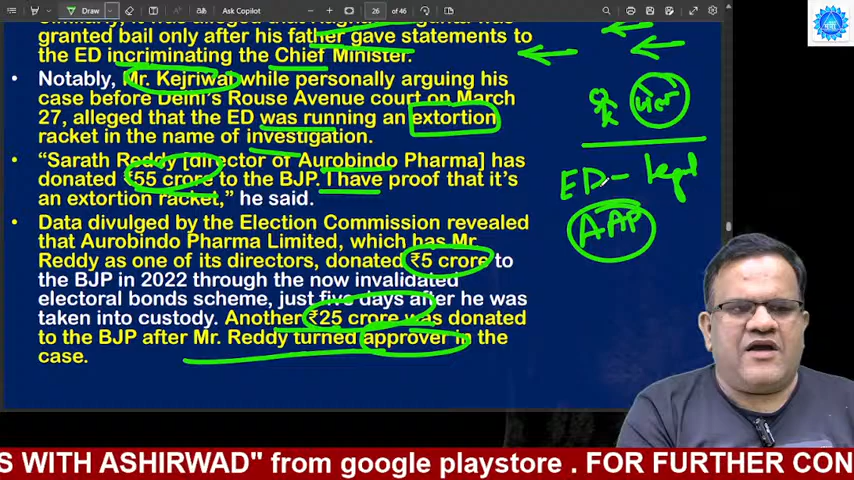 Draw
Ask Copilot
26
of 46
granted bail only after his father gave statements to
the ED incriminating the Chief Minister.
• Notably, Mr. Kejriwal while personally arguing his
case before Delhi's Rouse Avenue court on March
27, alleged that the ED was running an extortion
racket in the name of investigation.
• "Sarath Reddy [director of Aurobindo Pharma] has
donated ₹55 crore to the BJP. I have proof that it's
an extortion racket," he said.
• Data divulged by the Election Commission revealed
that Aurobindo Pharma Limited, which has Mr.
Reddy as one of its directors, donated ₹5 crore to
the BJP in 2022 through the now invalidated
electoral bonds scheme, just five days after he was
taken into custody. Another ₹25 crore was donated
to the BJP after Mr. Reddy turned approver in the
case.
ED - legal
AAP
S WITH ASHIRWAD" from google playstore . FOR FURTHER CON